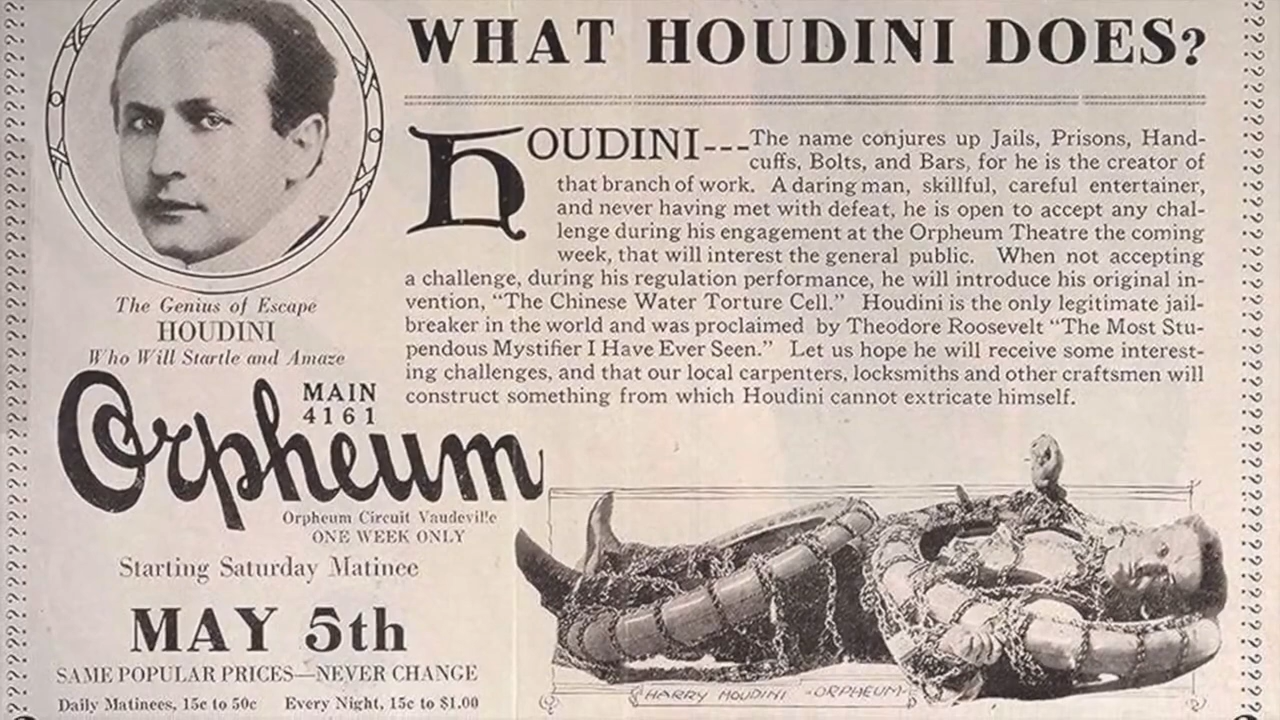 WHAT HOUDINI DOES?
HOUDINI---The name conjures up Jails, Prisons, Hand-
cuffs, Bolts, and Bars, for he is the creator of
that branch of work. A daring man, skillful, careful entertainer,
and never having met with defeat, he is open to accept any chal-
lenge during his engagement at the Orpheum Theatre the coming
week, that will interest the general public. When not accepting
a challenge, during his regulation performance, he will introduce his original in-
vention, "The Chinese Water Torture Cell." Houdini is the only legitimate jail-
breaker in the world and was proclaimed by Theodore Roosevelt "The Most Stu-
pendous Mystifier I Have Ever Seen." Let us hope he will receive some interest-
ing challenges, and that our local carpenters, locksmiths and other craftsmen will
construct something from which Houdini cannot extricate himself.
The Genius of Escape
HOUDINI
Who Will Startle and Amaze
MAIN
4161
Orpheum
Orpheum Circuit Vaudeville
ONE WEEK ONLY
Starting Saturday Matinee
MAY 5th
SAME POPULAR PRICES—NEVER CHANGE
Daily Matinees, 15c to 50c Every Night, 15c to $1.00
HARRY HOUDINI -ORPHEUM-